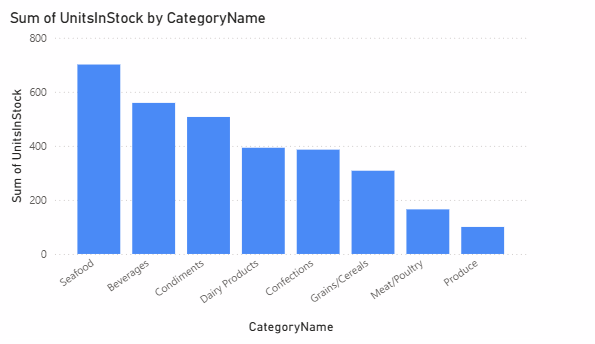 Sum of UnitsInStock by CategoryName
800
600
400
200
0
Sum of UnitsInStock
Seafood
Beverages
Condiments
Dairy Products
Confections
Grains/Cereals
Meat/Poultry
Produce
CategoryName